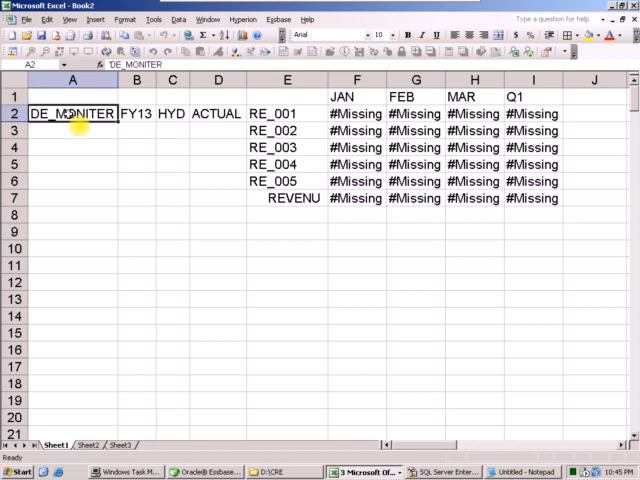 Microsoft Excel - Book2
File Edit View Insert Format Tools Data Window Hyperion Essbase Help
Type a question for help
Arial 10 B I U
A2 fx 'DE_MONITER
A B C D E F G H I J
1 JAN FEB MAR Q1
2 DE_MONITER FY13 HYD ACTUAL RE_001 #Missing #Missing #Missing #Missing
3 RE_002 #Missing #Missing #Missing #Missing
4 RE_003 #Missing #Missing #Missing #Missing
5 RE_004 #Missing #Missing #Missing #Missing
6 RE_005 #Missing #Missing #Missing #Missing
7 REVENU #Missing #Missing #Missing #Missing
8
9
10
11
12
13
14
15
16
17
18
19
20
21
Sheet1 Sheet2 Sheet3
Ready
Start Windows Task M... Oracle® Essbase... D:\CRE 3 Microsoft Of... SQL Server Enter... Untitled - Notepad 10:45 PM